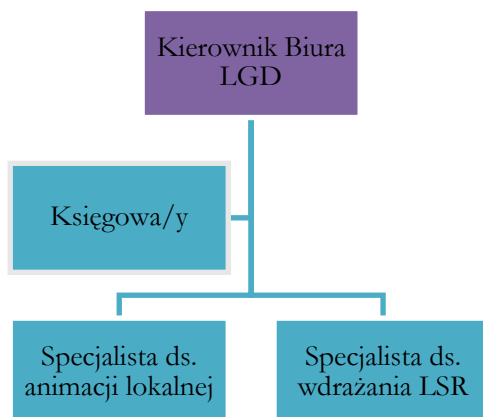 Kierownik Biura
LGD
Księgowa/y
Specjalista ds.
animacji lokalnej
Specjalista ds.
wdrażania LSR